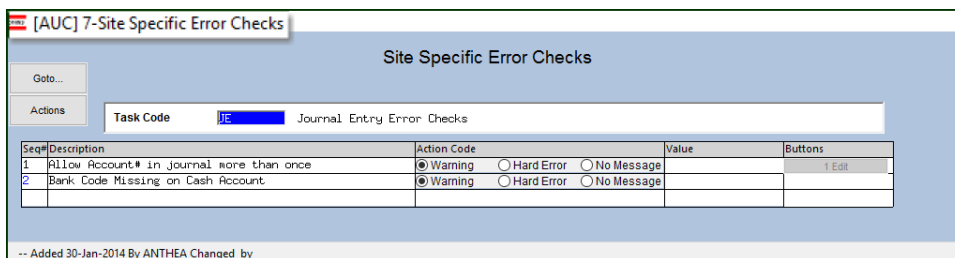 [AUC] 7-Site Specific Error Checks
Site Specific Error Checks
Goto...
Actions
Task Code JE Journal Entry Error Checks
Seq# Description Action Code Value Buttons
1 Allow Account# in journal more than once Warning Hard Error No Message 1 Edit
2 Bank Code Missing on Cash Account Warning Hard Error No Message
-- Added 30-Jan-2014 By ANTHEA Changed by